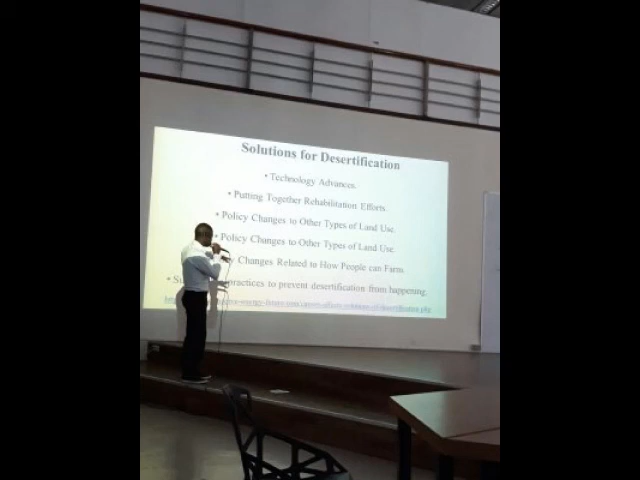 Solutions for Desertification
• Technology Advances.
• Putting Together Rehabilitation Efforts.
• Policy Changes to Other Types of Land Use.
• Policy Changes to Other Types of Land Use.
Changes Related to How People can Farm.
• practices to prevent desertification from happening.